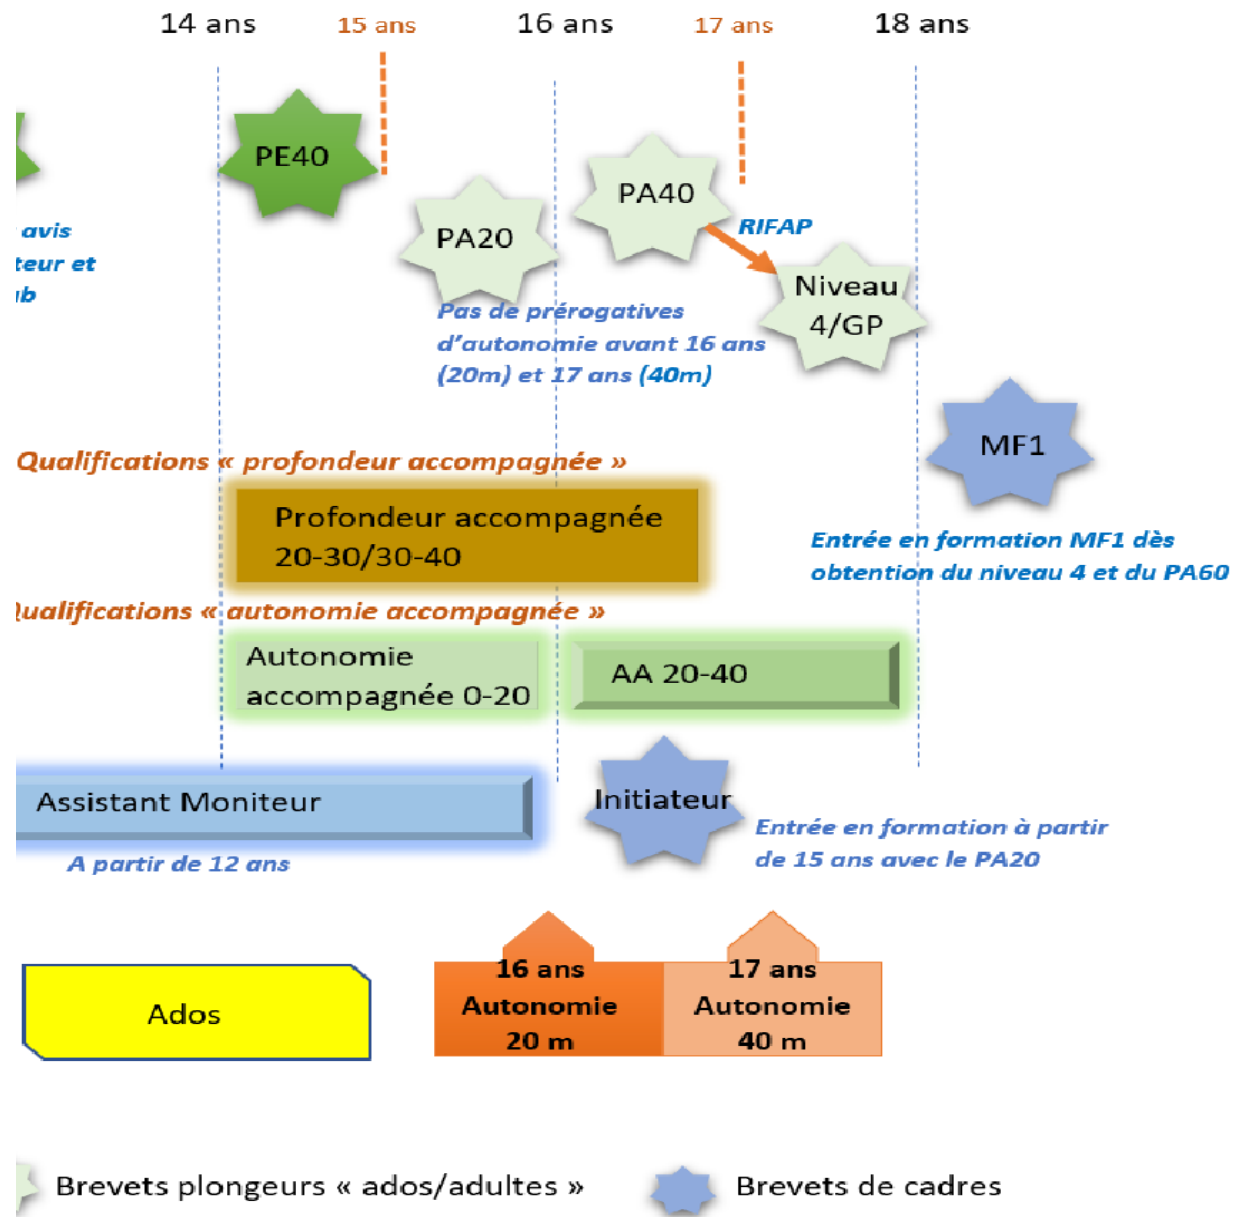 14 ans
15 ans
16 ans
17 ans
18 ans
PE40
PA20
PA40
RIFAP
Niveau
4/GP
avis
teur et
ub
Pas de prérogatives
d'autonomie avant 16 ans
(20m) et 17 ans (40m)
MF1
Entrée en formation MF1 dès
obtention du niveau 4 et du PA60
Qualifications « profondeur accompagnée »
Profondeur accompagnée
20-30/30-40
Qualifications « autonomie accompagnée »
Autonomie
accompagnée 0-20
AA 20-40
Assistant Moniteur
A partir de 12 ans
Initiateur
Entrée en formation à partir
de 15 ans avec le PA20
Ados
16 ans
Autonomie
20 m
17 ans
Autonomie
40 m
Brevets plongeurs « ados/adultes »
Brevets de cadres